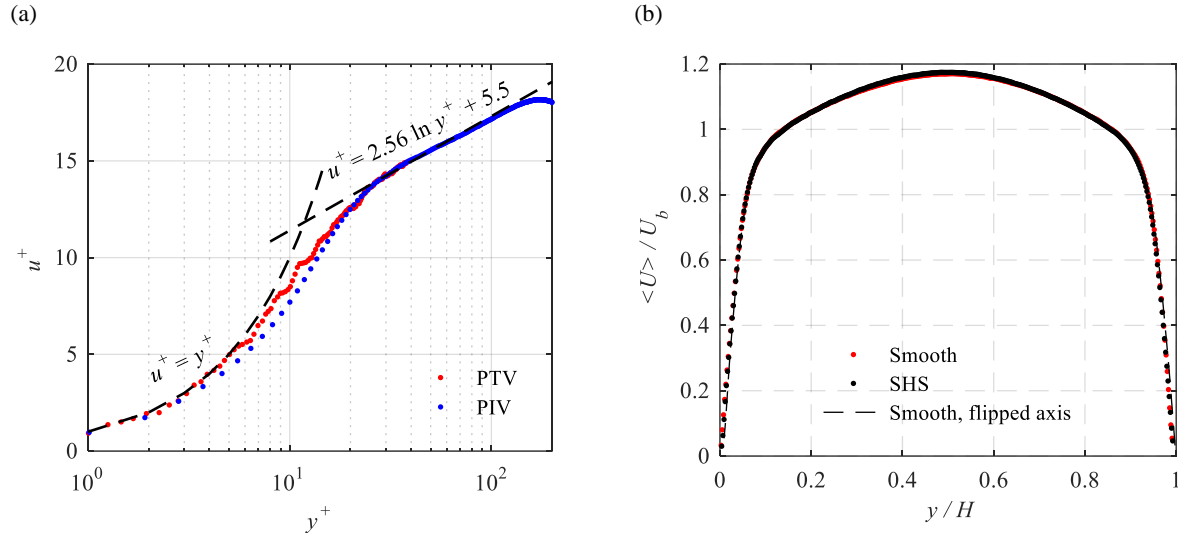 (a)
20
15
10
5
0
10^0
10^1
10^2
u^+
y^+
u^+ = 2.56 ln y^+ + 5.5
u^+ = y^+
PTV
PIV
(b)
1.2
1
0.8
0.6
0.4
0.2
0
0
0.2
0.4
0.6
0.8
1
<U> / U_b
y / H
Smooth
SHS
Smooth, flipped axis